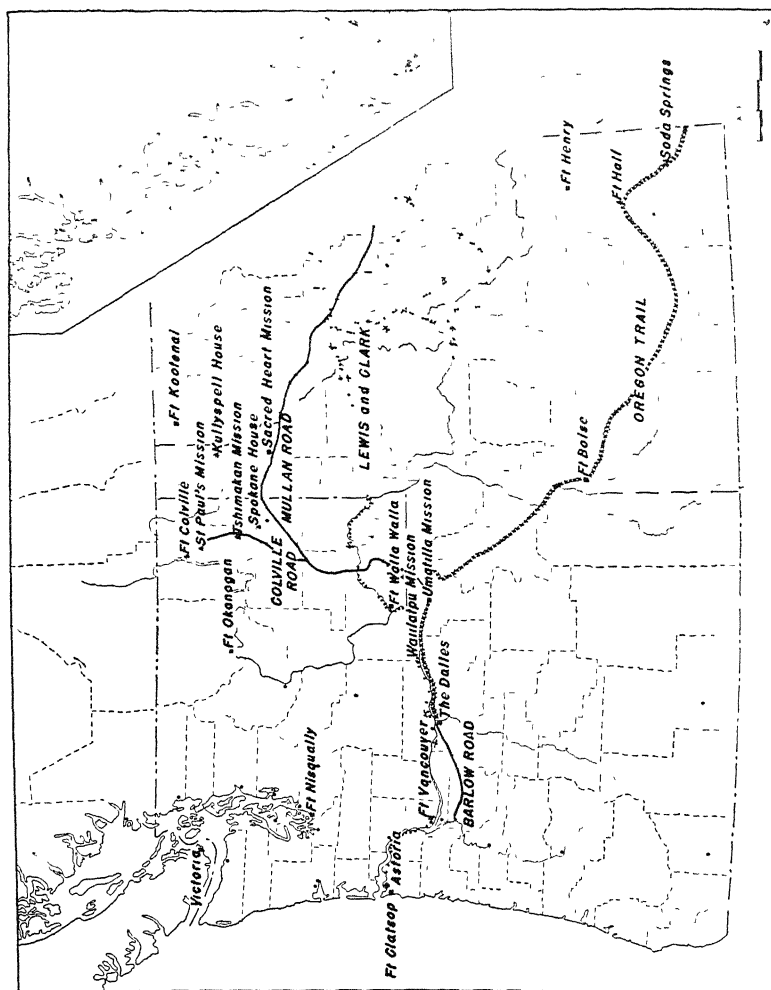 Ft Kootenai
Kullyspell House
Sacred Heart Mission
Ft Colville
St Paul's Mission
Tshimakan Mission
Spokane House
MULLAN ROAD
COLVILLE
ROAD
Ft Okanogan
LEWIS and CLARK
Ft Walla Walla
Waiilatpu Mission
Umatilla Mission
Ft Nisqually
Victoria
Ft Vancouver
The Dalles
BARLOW ROAD
Astoria
Ft Clatsop
Ft Boise
OREGON TRAIL
Ft Henry
Ft Hall
Soda Springs